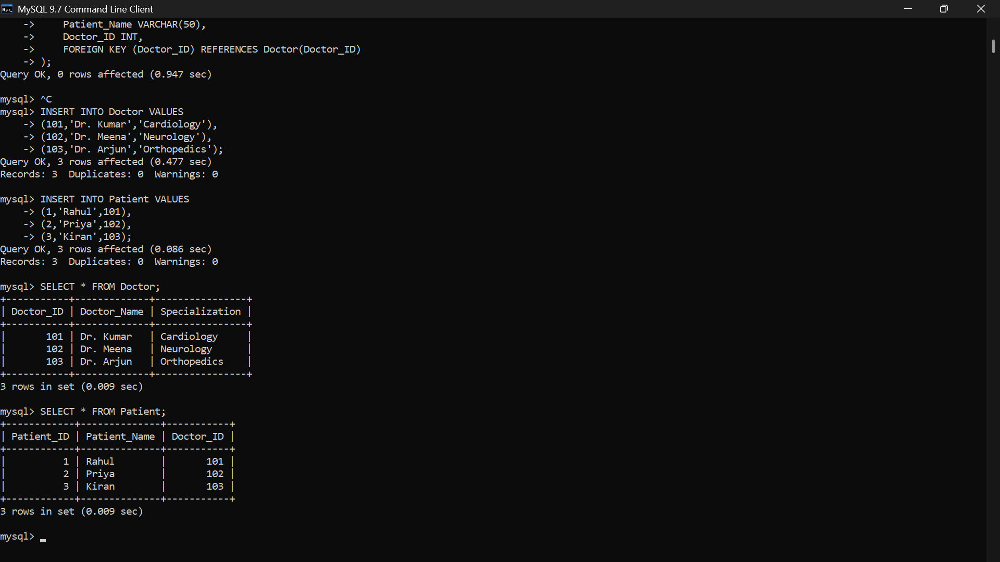 MySQL 9.7 Command Line Client
    ->     Patient_Name VARCHAR(50),
    ->     Doctor_ID INT,
    ->     FOREIGN KEY (Doctor_ID) REFERENCES Doctor(Doctor_ID)
    -> );
Query OK, 0 rows affected (0.947 sec)

mysql> ^C
mysql> INSERT INTO Doctor VALUES
    -> (101,'Dr. Kumar','Cardiology'),
    -> (102,'Dr. Meena','Neurology'),
    -> (103,'Dr. Arjun','Orthopedics');
Query OK, 3 rows affected (0.477 sec)
Records: 3  Duplicates: 0  Warnings: 0

mysql> INSERT INTO Patient VALUES
    -> (1,'Rahul',101),
    -> (2,'Priya',102),
    -> (3,'Kiran',103);
Query OK, 3 rows affected (0.086 sec)
Records: 3  Duplicates: 0  Warnings: 0

mysql> SELECT * FROM Doctor;
+-----------+-------------+----------------+
| Doctor_ID | Doctor_Name | Specialization |
+-----------+-------------+----------------+
|       101 | Dr. Kumar   | Cardiology     |
|       102 | Dr. Meena   | Neurology      |
|       103 | Dr. Arjun   | Orthopedics    |
+-----------+-------------+----------------+
3 rows in set (0.009 sec)

mysql> SELECT * FROM Patient;
+------------+--------------+-----------+
| Patient_ID | Patient_Name | Doctor_ID |
+------------+--------------+-----------+
|          1 | Rahul        |       101 |
|          2 | Priya        |       102 |
|          3 | Kiran        |       103 |
+------------+--------------+-----------+
3 rows in set (0.009 sec)

mysql>